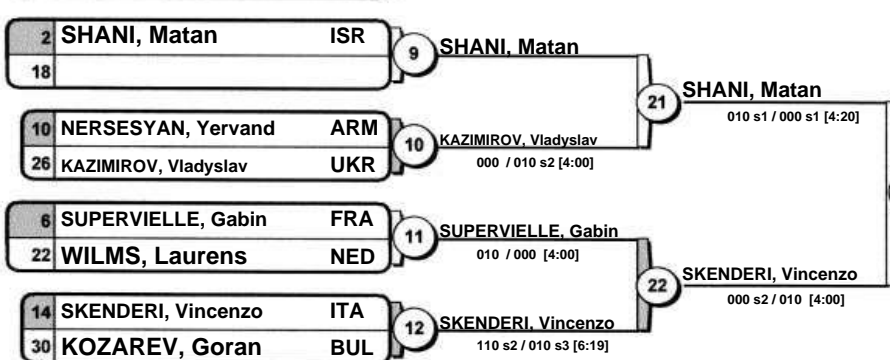 2 SHANI, Matan ISR
18
9
SHANI, Matan
10 NERSESYAN, Yervand ARM
26 KAZIMIROV, Vladyslav UKR
10
KAZIMIROV, Vladyslav
000 / 010 s2 [4:00]
21
SHANI, Matan
010 s1 / 000 s1 [4:20]
6 SUPERVIELLE, Gabin FRA
22 WILMS, Laurens NED
11
SUPERVIELLE, Gabin
010 / 000 [4:00]
14 SKENDERI, Vincenzo ITA
30 KOZAREV, Goran BUL
12
SKENDERI, Vincenzo
110 s2 / 010 s3 [6:19]
22
SKENDERI, Vincenzo
000 s2 / 010 [4:00]